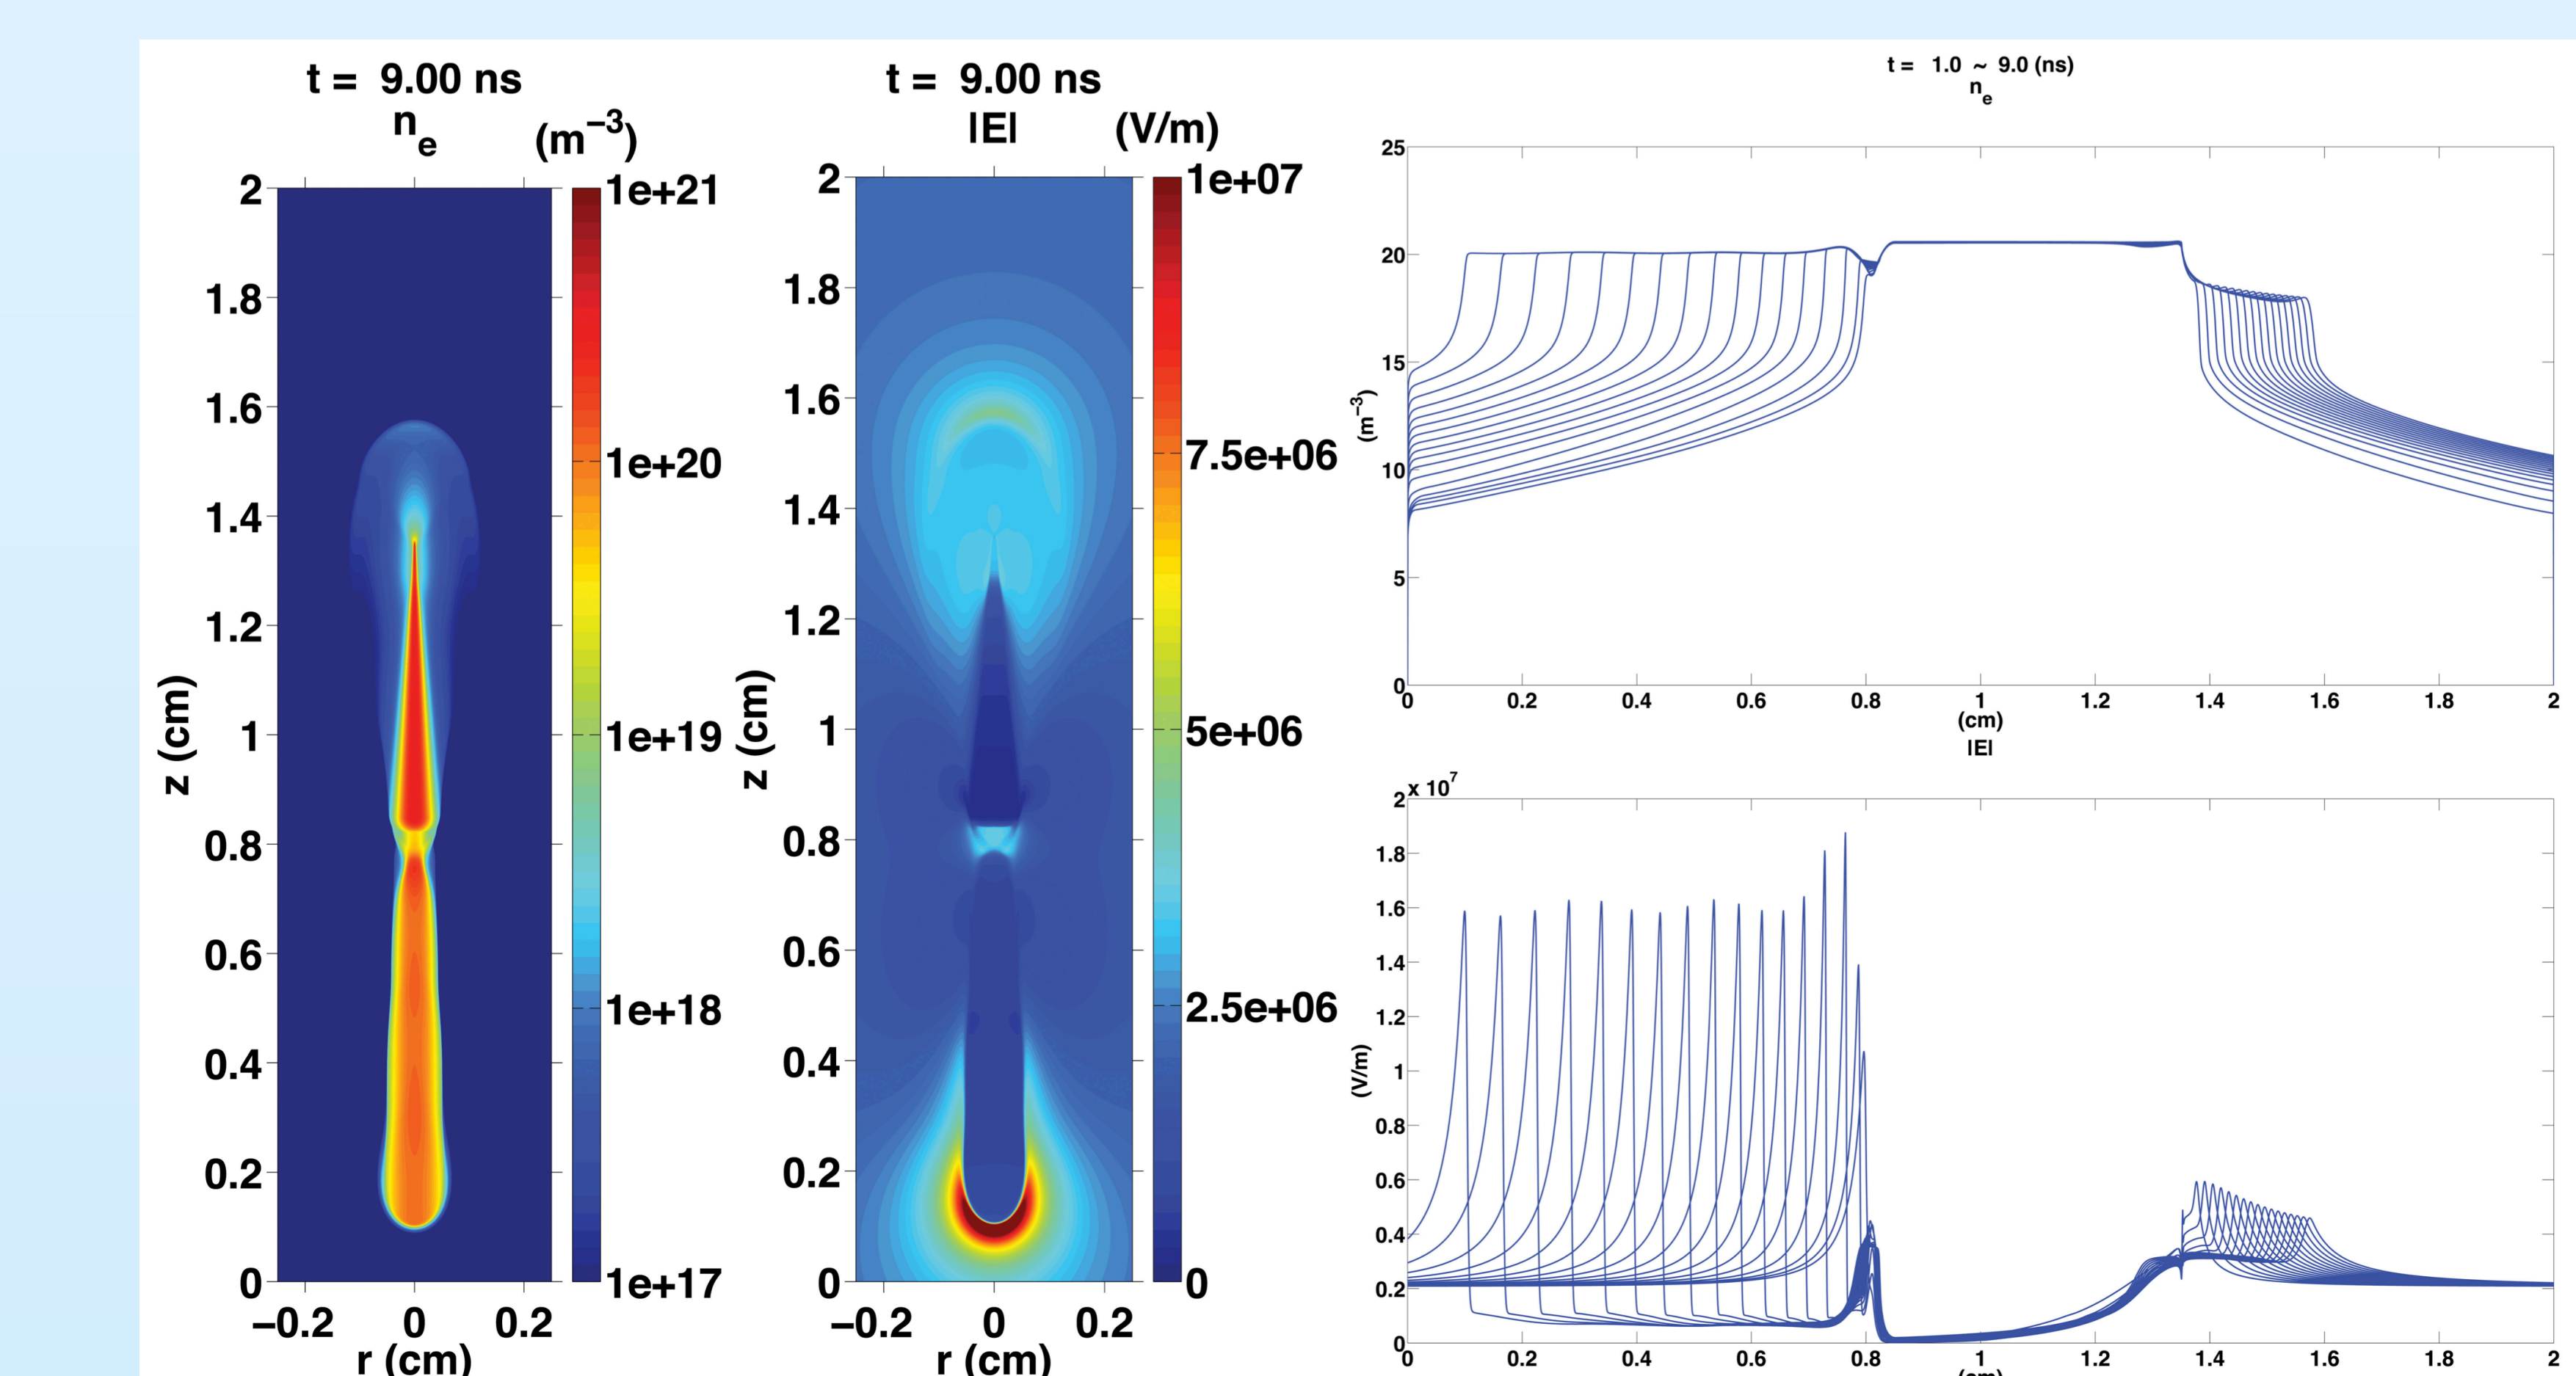 t = 9.00 ns
nₑ (m⁻³)
2
1.8
1.6
1.4
1.2
1
0.8
0.6
0.4
0.2
0
z (cm)
−0.2 0 0.2
r (cm)
1e+21
1e+20
1e+19
1e+18
1e+17
t = 9.00 ns
|E| (V/m)
2
1.8
1.6
1.4
1.2
1
0.8
0.6
0.4
0.2
0
z (cm)
−0.2 0 0.2
r (cm)
1e+07
7.5e+06
5e+06
2.5e+06
0
t = 1.0 ~ 9.0 (ns)
nₑ
25
20
15
10
5
0
(m⁻³)
0 0.2 0.4 0.6 0.8 1 1.2 1.4 1.6 1.8 2
(cm)
|E|
x 10⁷
2
1.8
1.6
1.4
1.2
1
0.8
0.6
0.4
0.2
0
(V/m)
0 0.2 0.4 0.6 0.8 1 1.2 1.4 1.6 1.8 2
(cm)